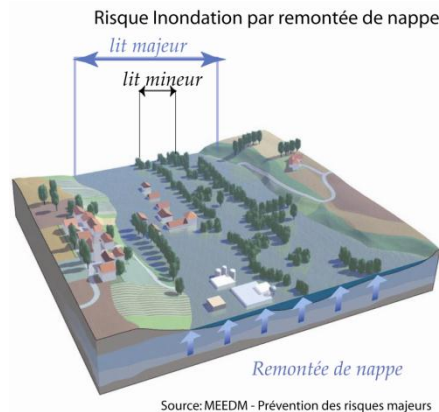 Risque Inondation par remontée de nappe
lit majeur
lit mineur
Remontée de nappe
Source: MEEDM - Prévention des risques majeurs